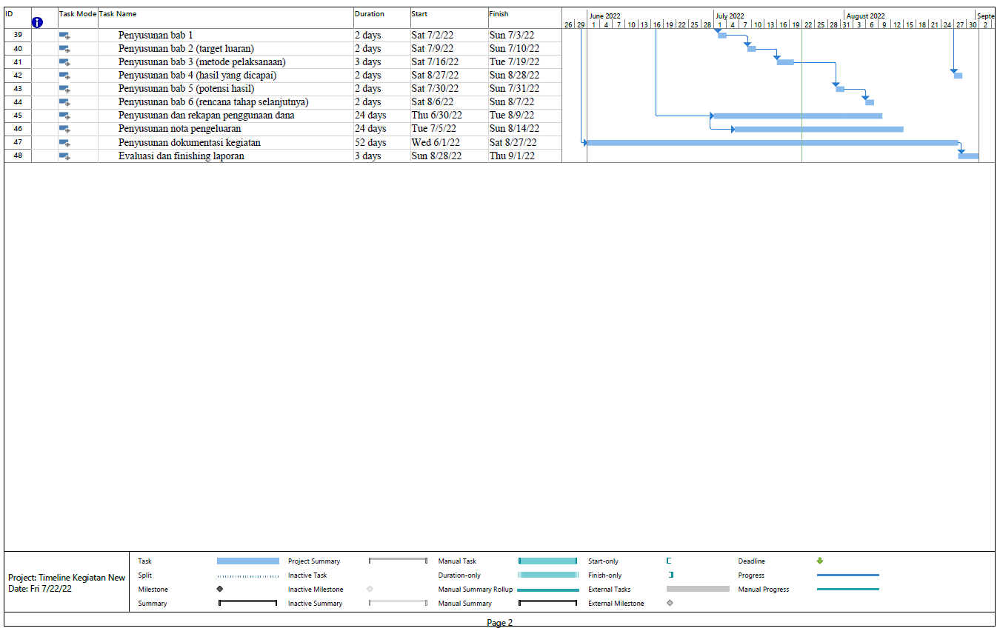 ID Task Mode Task Name Duration Start Finish June 2022 July 2022 August 2022 Septe
26 29 1 4 7 10 13 16 19 22 25 28 1 4 7 10 13 16 19 22 25 28 31 3 6 9 12 15 18 21 24 27 30 2
39 Penyusunan bab 1 2 days Sat 7/2/22 Sun 7/3/22
40 Penyusunan bab 2 (target luaran) 2 days Sat 7/9/22 Sun 7/10/22
41 Penyusunan bab 3 (metode pelaksanaan) 3 days Sat 7/16/22 Tue 7/19/22
42 Penyusunan bab 4 (hasil yang dicapai) 2 days Sat 8/27/22 Sun 8/28/22
43 Penyusunan bab 5 (potensi hasil) 2 days Sat 7/30/22 Sun 7/31/22
44 Penyusunan bab 6 (rencana tahap selanjutnya) 2 days Sat 8/6/22 Sun 8/7/22
45 Penyusunan dan rekapan penggunaan dana 24 days Thu 6/30/22 Tue 8/9/22
46 Penyusunan nota pengeluaran 24 days Tue 7/5/22 Sun 8/14/22
47 Penyusunan dokumentasi kegiatan 52 days Wed 6/1/22 Sat 8/27/22
48 Evaluasi dan finishing laporan 3 days Sun 8/28/22 Thu 9/1/22
Project: Timeline Kegiatan New
Date: Fri 7/22/22
Task Project Summary Manual Task Start-only Deadline
Split Inactive Task Duration-only Finish-only Progress
Milestone Inactive Milestone Manual Summary Rollup External Tasks Manual Progress
Summary Inactive Summary Manual Summary External Milestone
Page 2